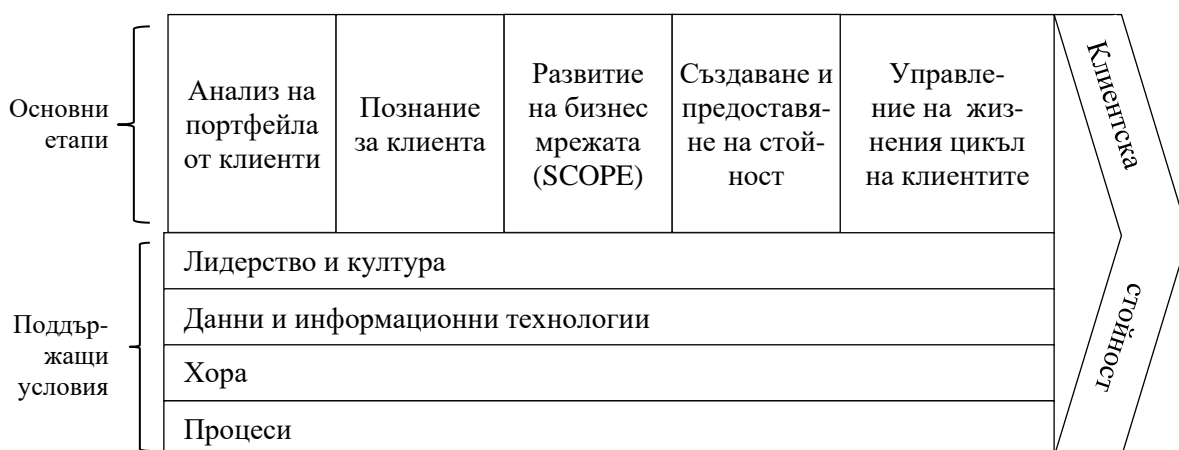 Основни
етапи
Анализ на
портфейла
от клиенти
Познание
за клиента
Развитие
на бизнес
мрежата
(SCOPE)
Създаване и
предоставя-
не на стой-
ност
Управле-
ние на жиз-
нения цикъл
на клиентите
Клиентска
стойност
Поддър-
жащи
условия
Лидерство и култура
Данни и информационни технологии
Хора
Процеси